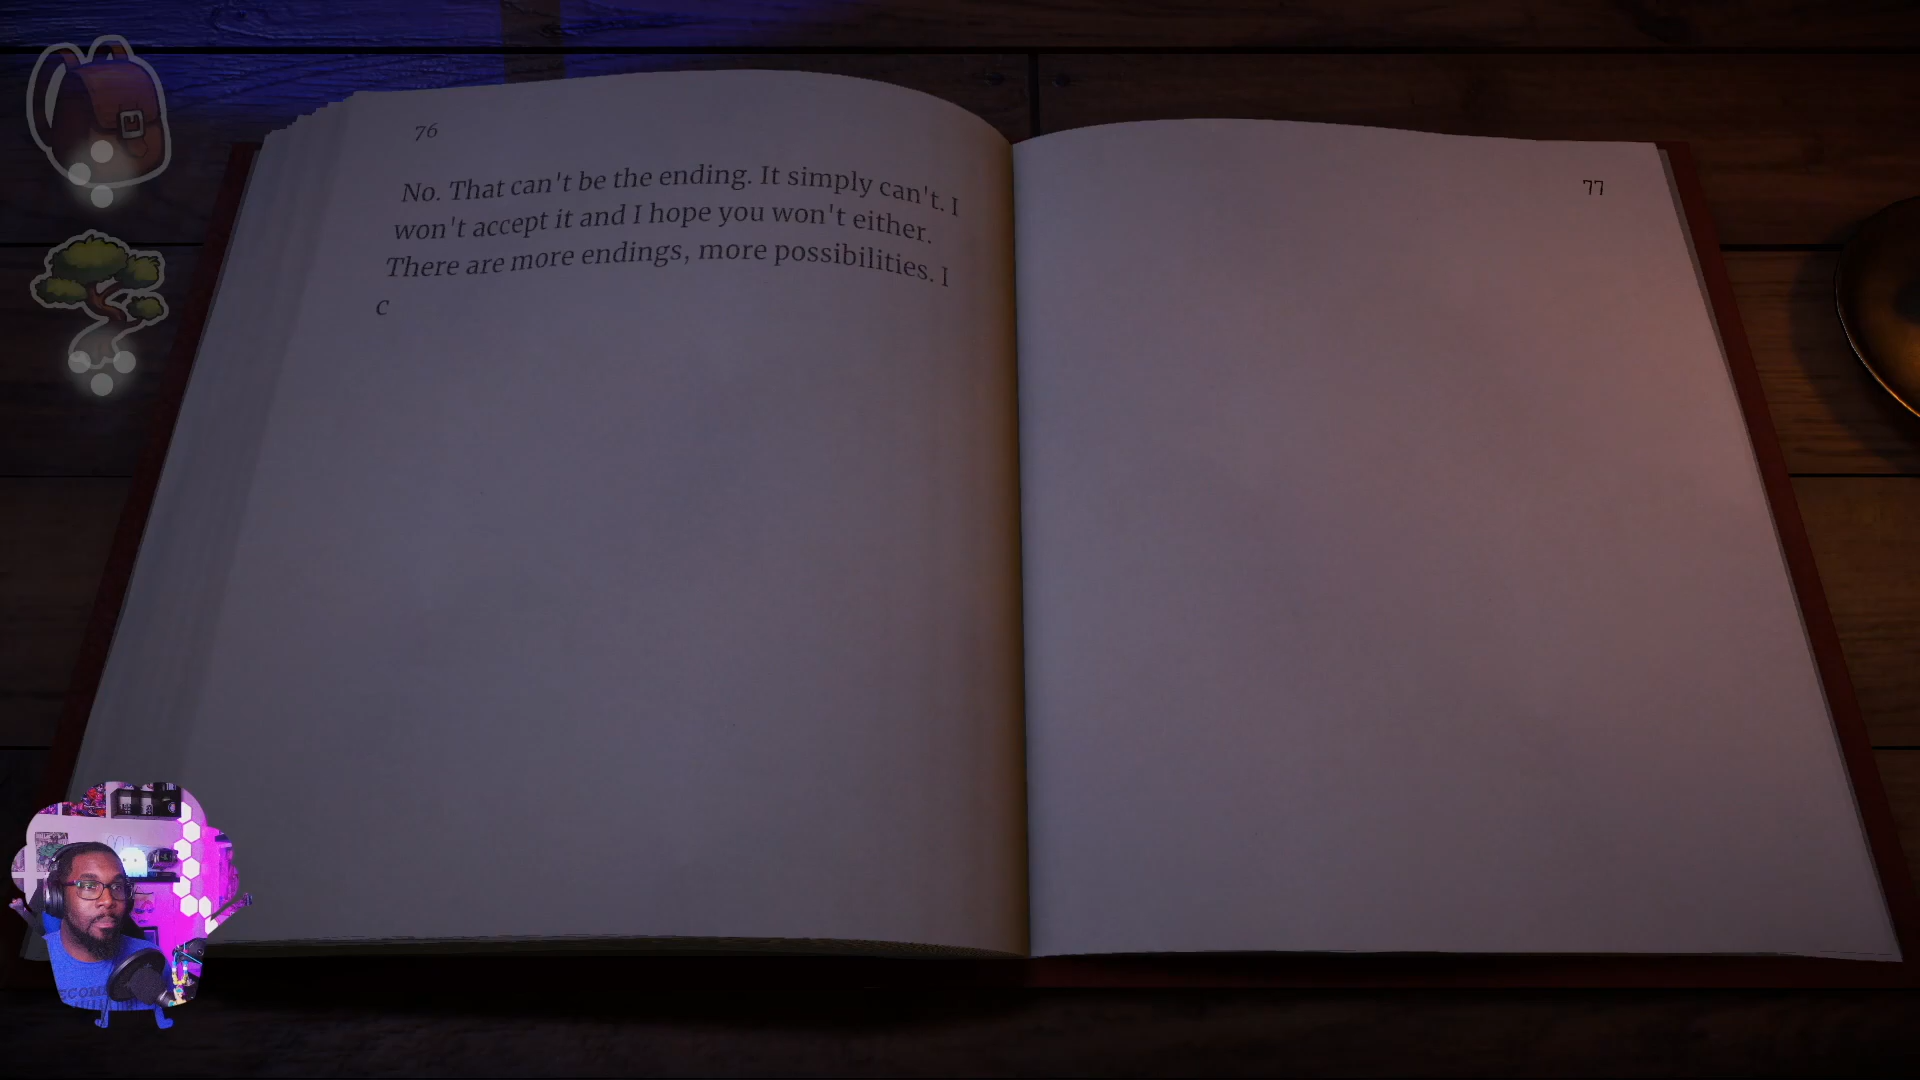 76
No. That can't be the ending. It simply can't. I
won't accept it and I hope you won't either.
There are more endings, more possibilities. I
c
77